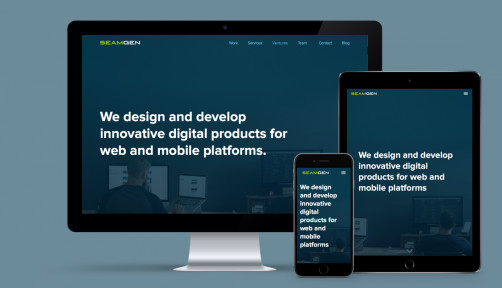 SEAMGEN
Work Services Ventures Team Contact Blog
We design and develop
innovative digital products for
web and mobile platforms.
SEAMGEN
We design and develop
innovative digital
products for web and
mobile platforms
SEAMGEN
We design
and develop
innovative
digital
products for
web and
mobile
platforms